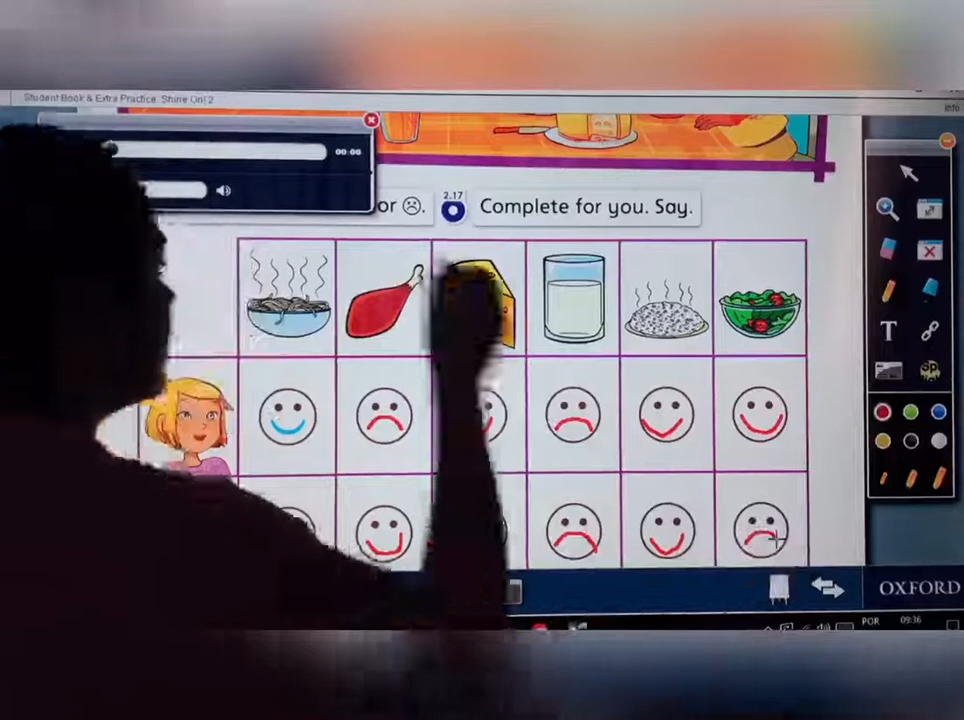 Student Book & Extra Practice: Shine On! 2
Info
00:00
or ☹.
2.17
Complete for you. Say.
T
OXFORD
POR
09:36